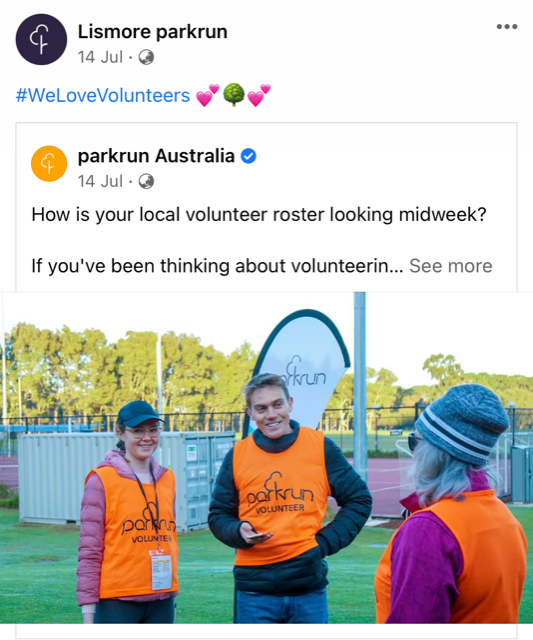 Lismore parkrun
14 Jul ·
#WeLoveVolunteers 💕🌳💕
parkrun Australia
14 Jul ·
How is your local volunteer roster looking midweek?
If you've been thinking about volunteerin... See more
parkrun
parkrun
VOLUNTEER
parkrun
VOLUNTEER